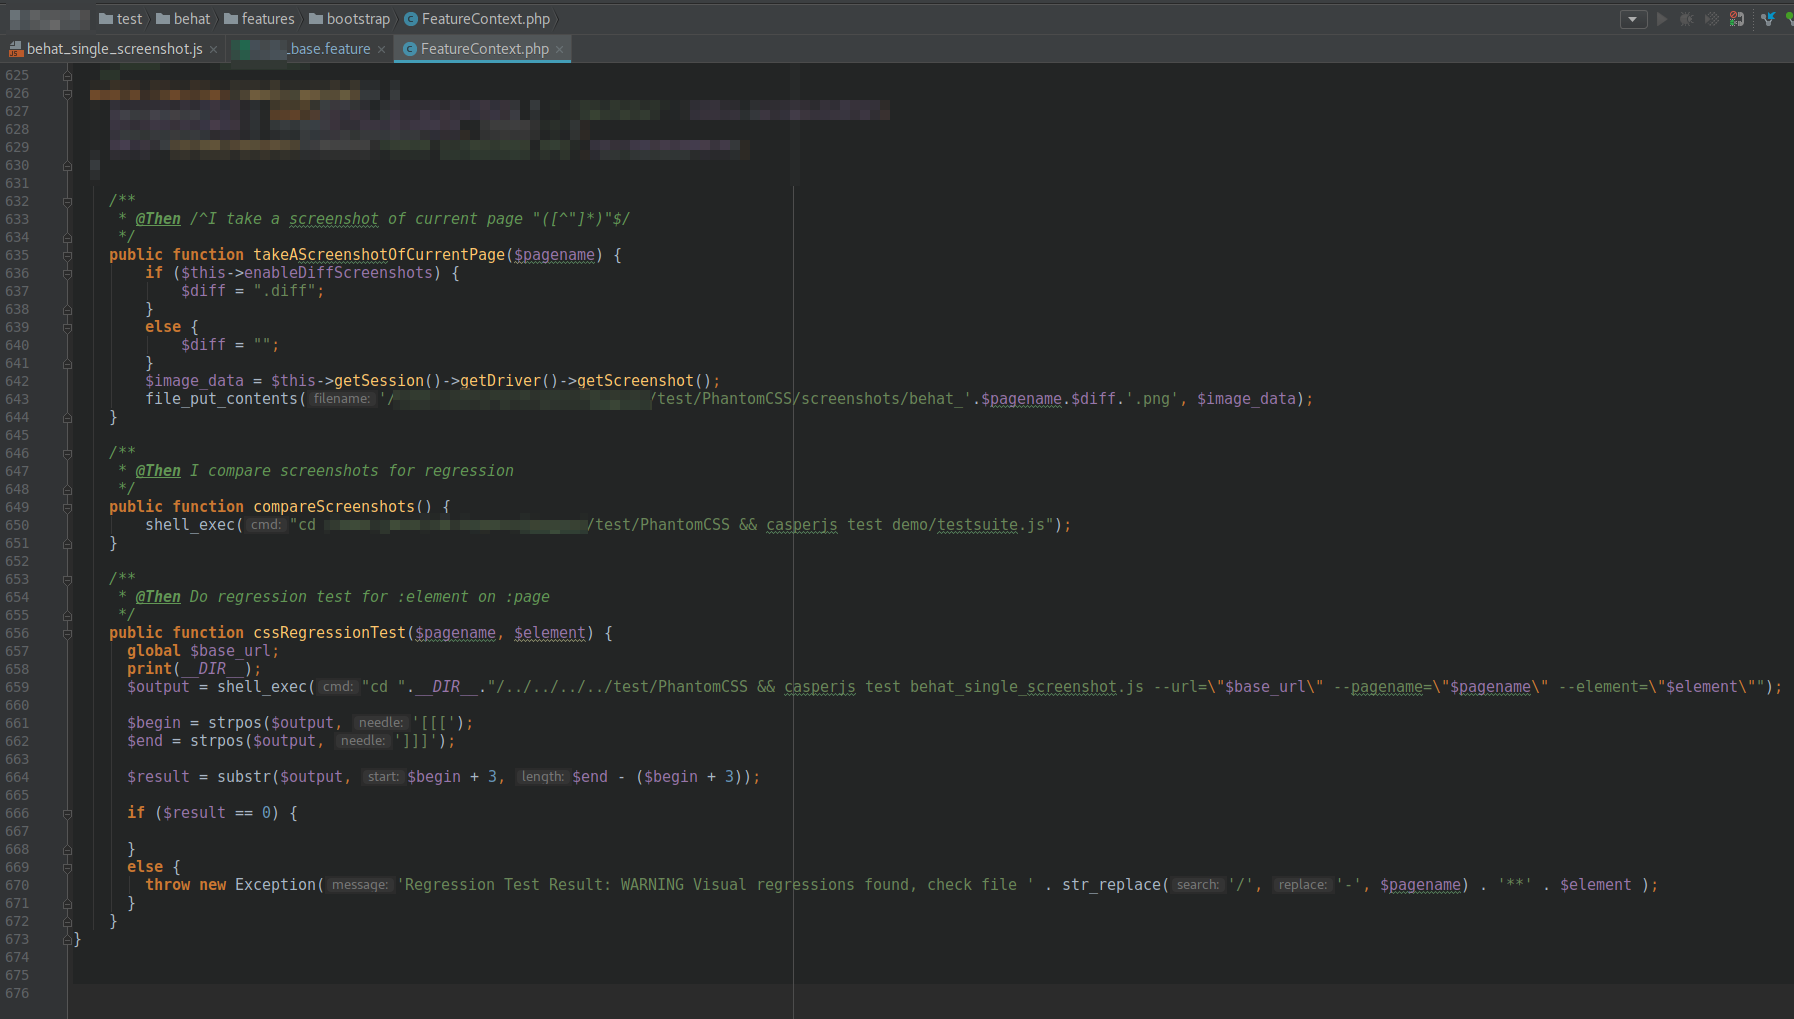 test behat features bootstrap FeatureContext.php
behat_single_screenshot.js _base.feature FeatureContext.php
625
626
627
628
629
630
631
632 /**
633 * @Then /^I take a screenshot of current page "([^"]*)"$/
634 */
635 public function takeAScreenshotOfCurrentPage($pagename) {
636 if ($this->enableDiffScreenshots) {
637 $diff = ".diff";
638 }
639 else {
640 $diff = "";
641 }
642 $image_data = $this->getSession()->getDriver()->getScreenshot();
643 file_put_contents( filename: '/ /test/PhantomCSS/screenshots/behat_'.$pagename.$diff.'.png', $image_data);
644 }
645
646 /**
647 * @Then I compare screenshots for regression
648 */
649 public function compareScreenshots() {
650 shell_exec( cmd: "cd /test/PhantomCSS && casperjs test demo/testsuite.js");
651 }
652
653 /**
654 * @Then Do regression test for :element on :page
655 */
656 public function cssRegressionTest($pagename, $element) {
657 global $base_url;
658 print(__DIR__);
659 $output = shell_exec( cmd: "cd ".__DIR__."/../../../../test/PhantomCSS && casperjs test behat_single_screenshot.js --url=\"$base_url\" --pagename=\"$pagename\" --element=\"$element\"");
660
661 $begin = strpos($output, needle: '[[[');
662 $end = strpos($output, needle: ']]]');
663
664 $result = substr($output, start: $begin + 3, length: $end - ($begin + 3));
665
666 if ($result == 0) {
667
668 }
669 else {
670 throw new Exception( message: 'Regression Test Result: WARNING Visual regressions found, check file ' . str_replace( search: '/', replace: '-', $pagename) . '**' . $element );
671 }
672 }
673 }
674
675
676